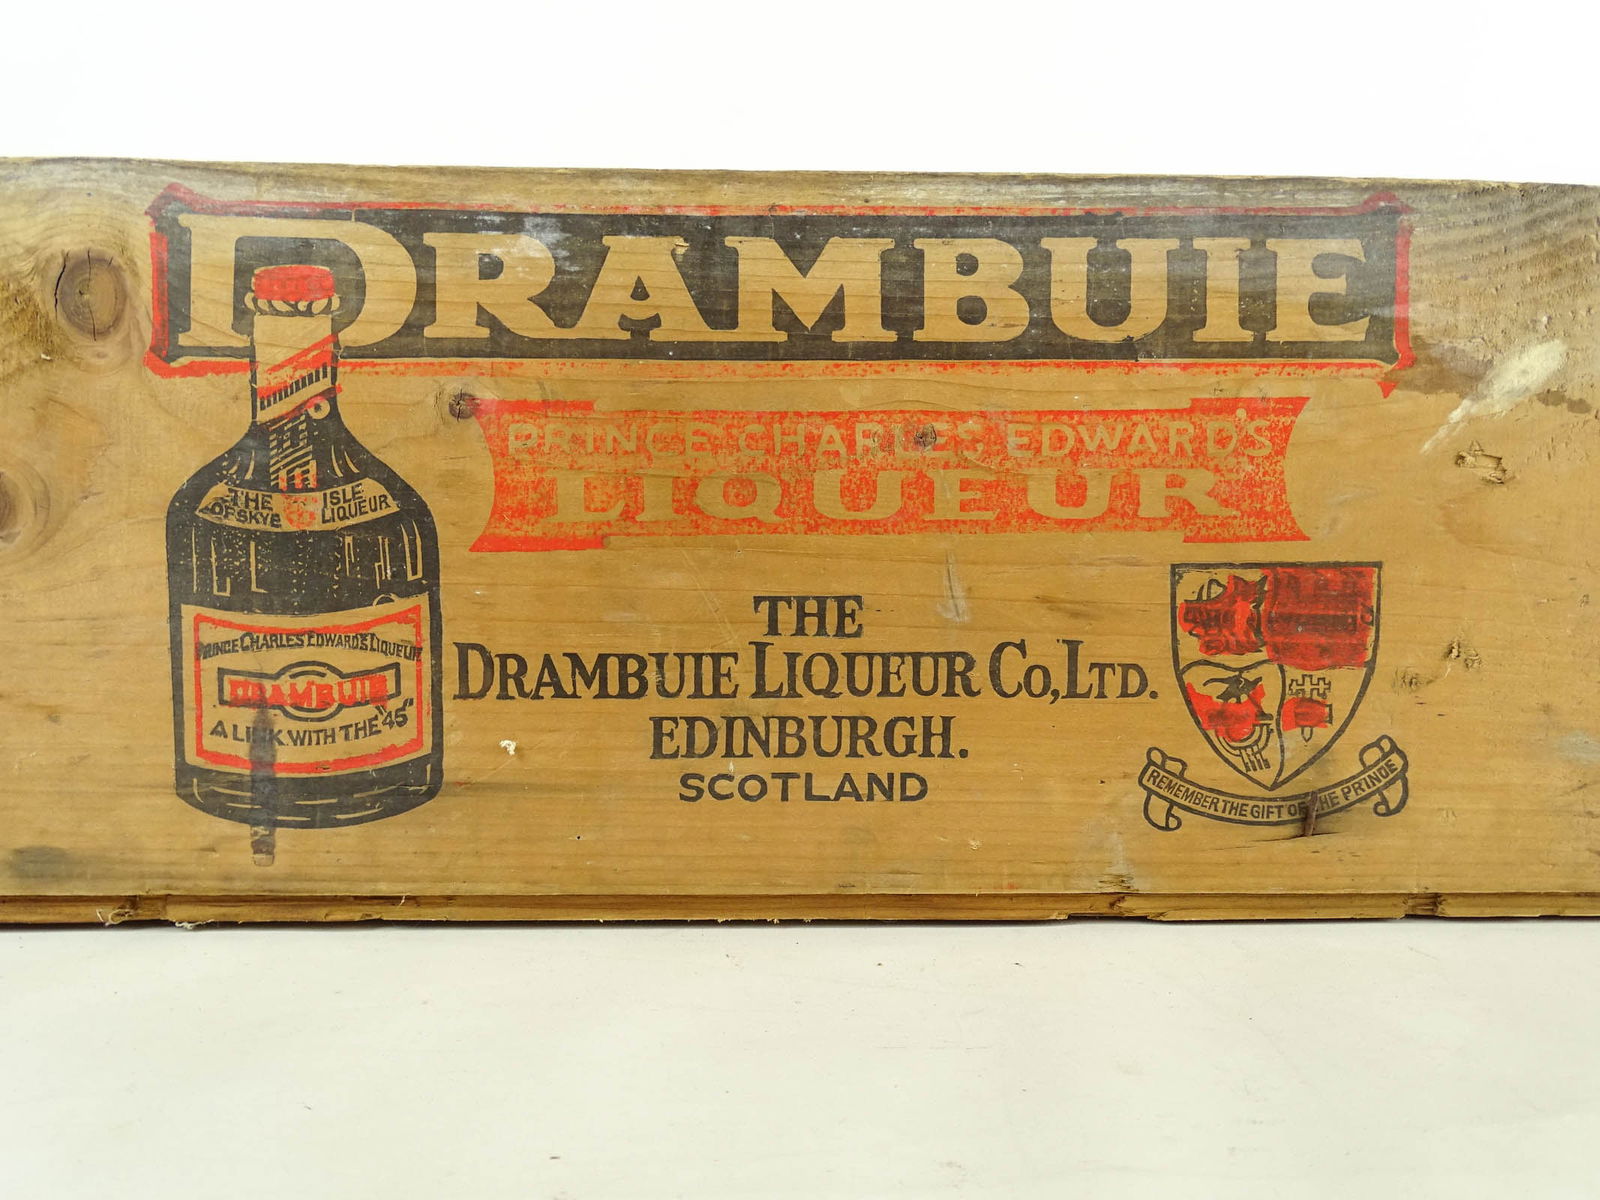 DRAMBUIE
PRINCE CHARLES EDWARD'S
LIQUEUR
THE ISLE
OF SKYE LIQUEUR
PRINCE CHARLES EDWARD'S LIQUEUR
DRAMBUIE
A LINK WITH THE "45"
THE
DRAMBUIE LIQUEUR CO, LTD.
EDINBURGH.
SCOTLAND
REMEMBER THE GIFT OF THE PRINCE